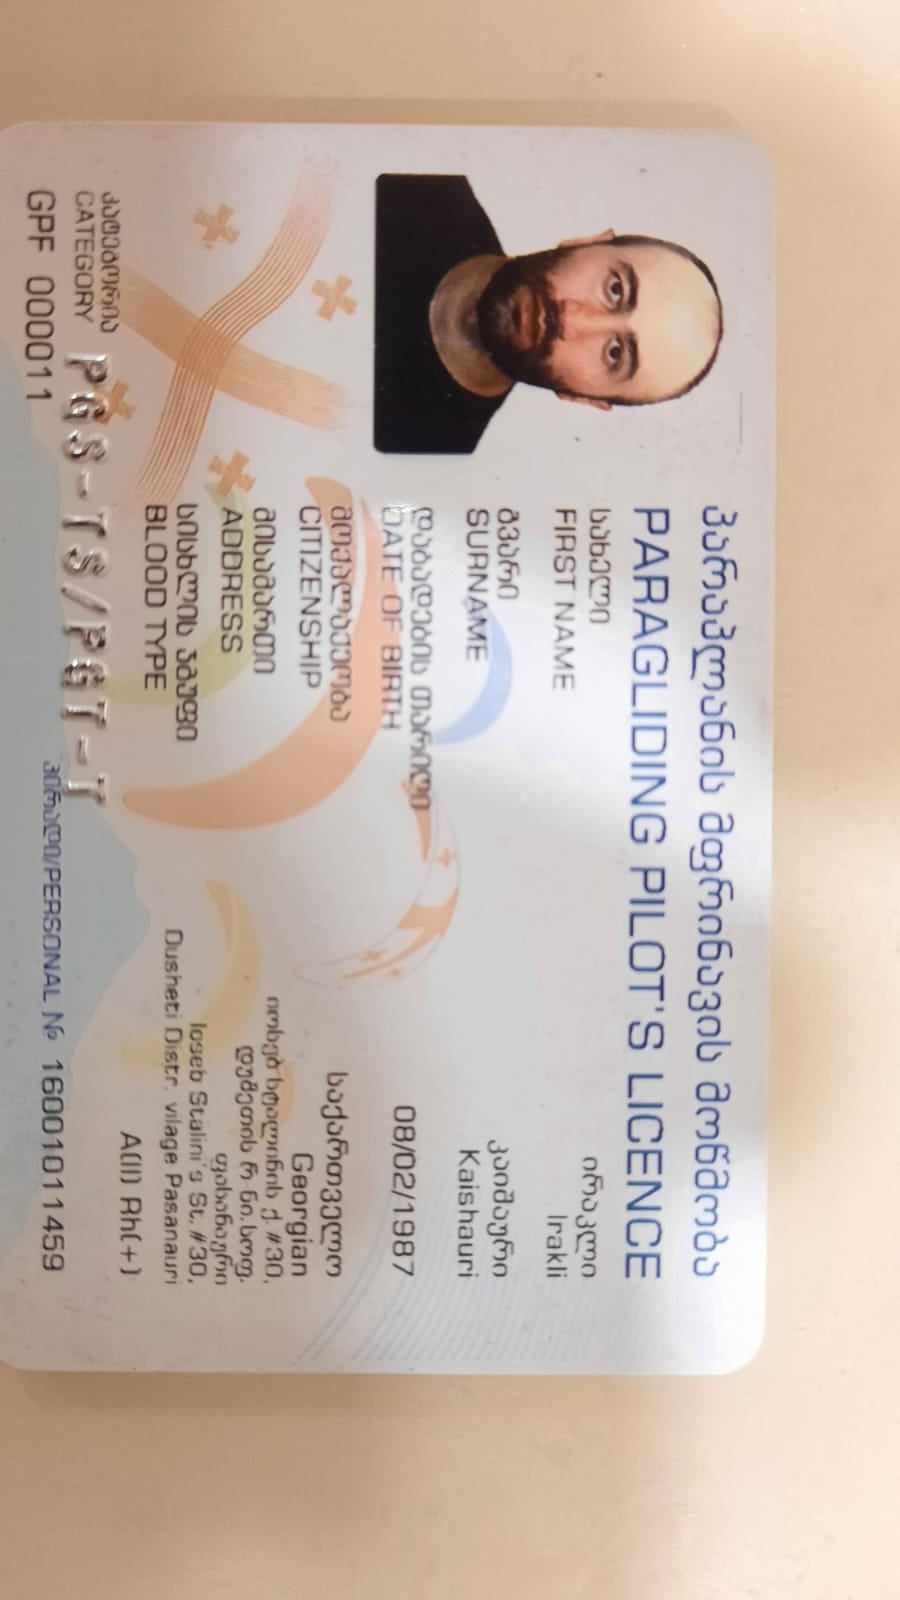 პარაპლანის მფრინავის მოწმობა
PARAGLIDING PILOT'S LICENCE
სახელი
FIRST NAME
ირაკლი
Irakli
გვარი
SURNAME
კაიშაური
Kaishauri
დაბადების თარიღი
DATE OF BIRTH
08/02/1987
მოქალაქეობა
CITIZENSHIP
საქართველო
Georgian
მისამართი
ADDRESS
იოსებ სტალინის ქ. #30,
დუშეთის რ-ნი. სოფ.
ფასანაური
Ioseb Stalini's St. #30,
Dusheti Distr. vilage Pasanauri
სისხლის ჯგუფი
BLOOD TYPE
A(II) Rh(+)
კატეგორია
CATEGORY
PGS-TS/PGT-T
GPF 000011
პირადი/PERSONAL № 16001011459